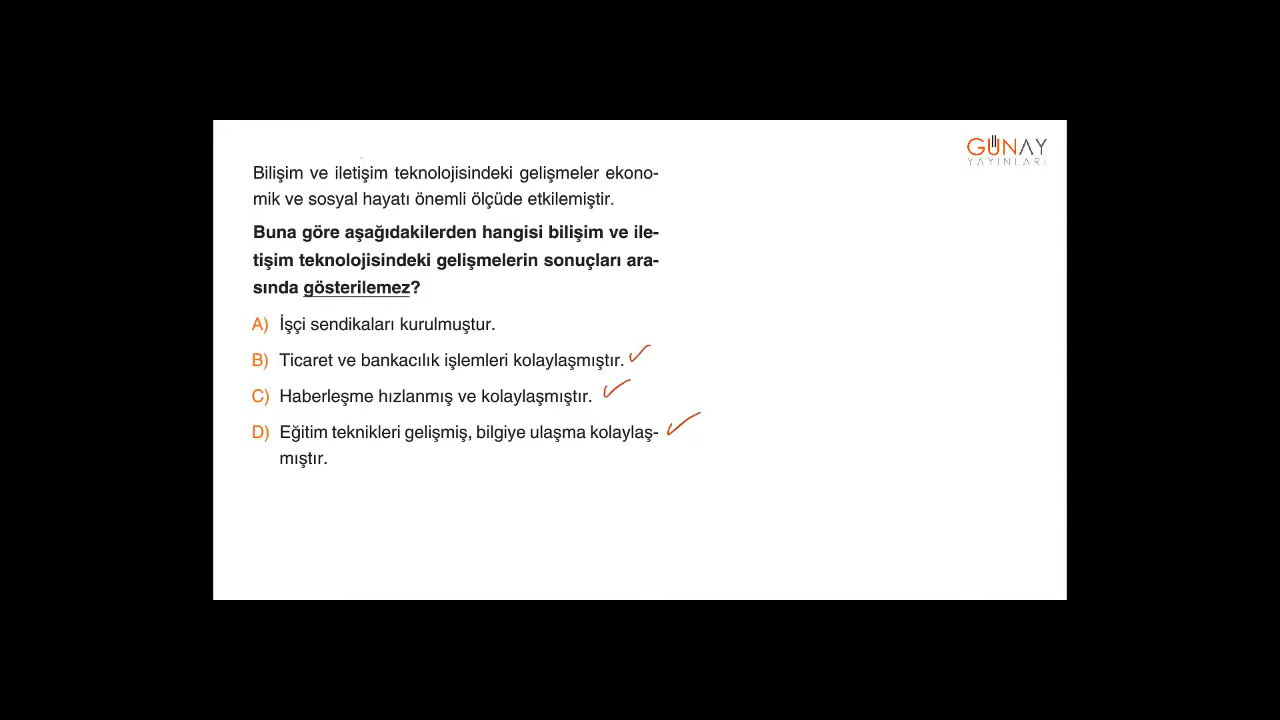 GÜNAY
YAYINLARI
Bilişim ve iletişim teknolojisindeki gelişmeler ekono-
mik ve sosyal hayatı önemli ölçüde etkilemiştir.
Buna göre aşağıdakilerden hangisi bilişim ve ile-
tişim teknolojisindeki gelişmelerin sonuçları ara-
sında gösterilemez?
A) İşçi sendikaları kurulmuştur.
B) Ticaret ve bankacılık işlemleri kolaylaşmıştır.
C) Haberleşme hızlanmış ve kolaylaşmıştır.
D) Eğitim teknikleri gelişmiş, bilgiye ulaşma kolaylaş-
mıştır.